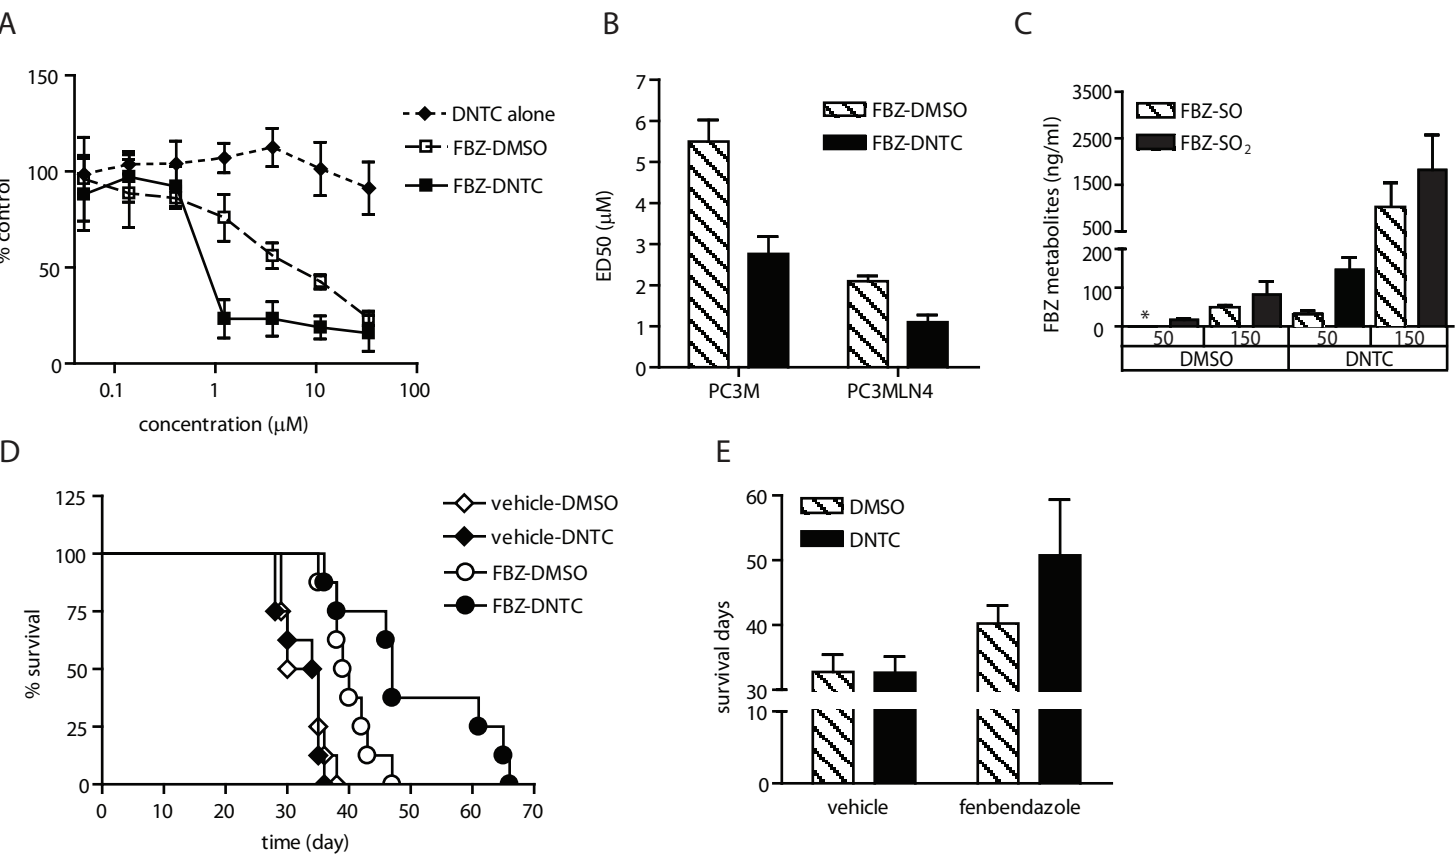 A
% control
150
100
50
0
0.1
1
10
100
concentration (μM)
DNTC alone
FBZ-DMSO
FBZ-DNTC
B
ED50 (μM)
7
6
5
4
3
2
1
0
FBZ-DMSO
FBZ-DNTC
PC3M
PC3MLN4
C
FBZ metabolites (ng/ml)
3500
2500
1500
500
200
100
0
FBZ-SO
FBZ-SO₂
*
50
150
50
150
DMSO
DNTC
D
% survival
125
100
75
50
25
0
0
10
20
30
40
50
60
70
time (day)
vehicle-DMSO
vehicle-DNTC
FBZ-DMSO
FBZ-DNTC
E
survival days
60
50
40
30
10
0
DMSO
DNTC
vehicle
fenbendazole